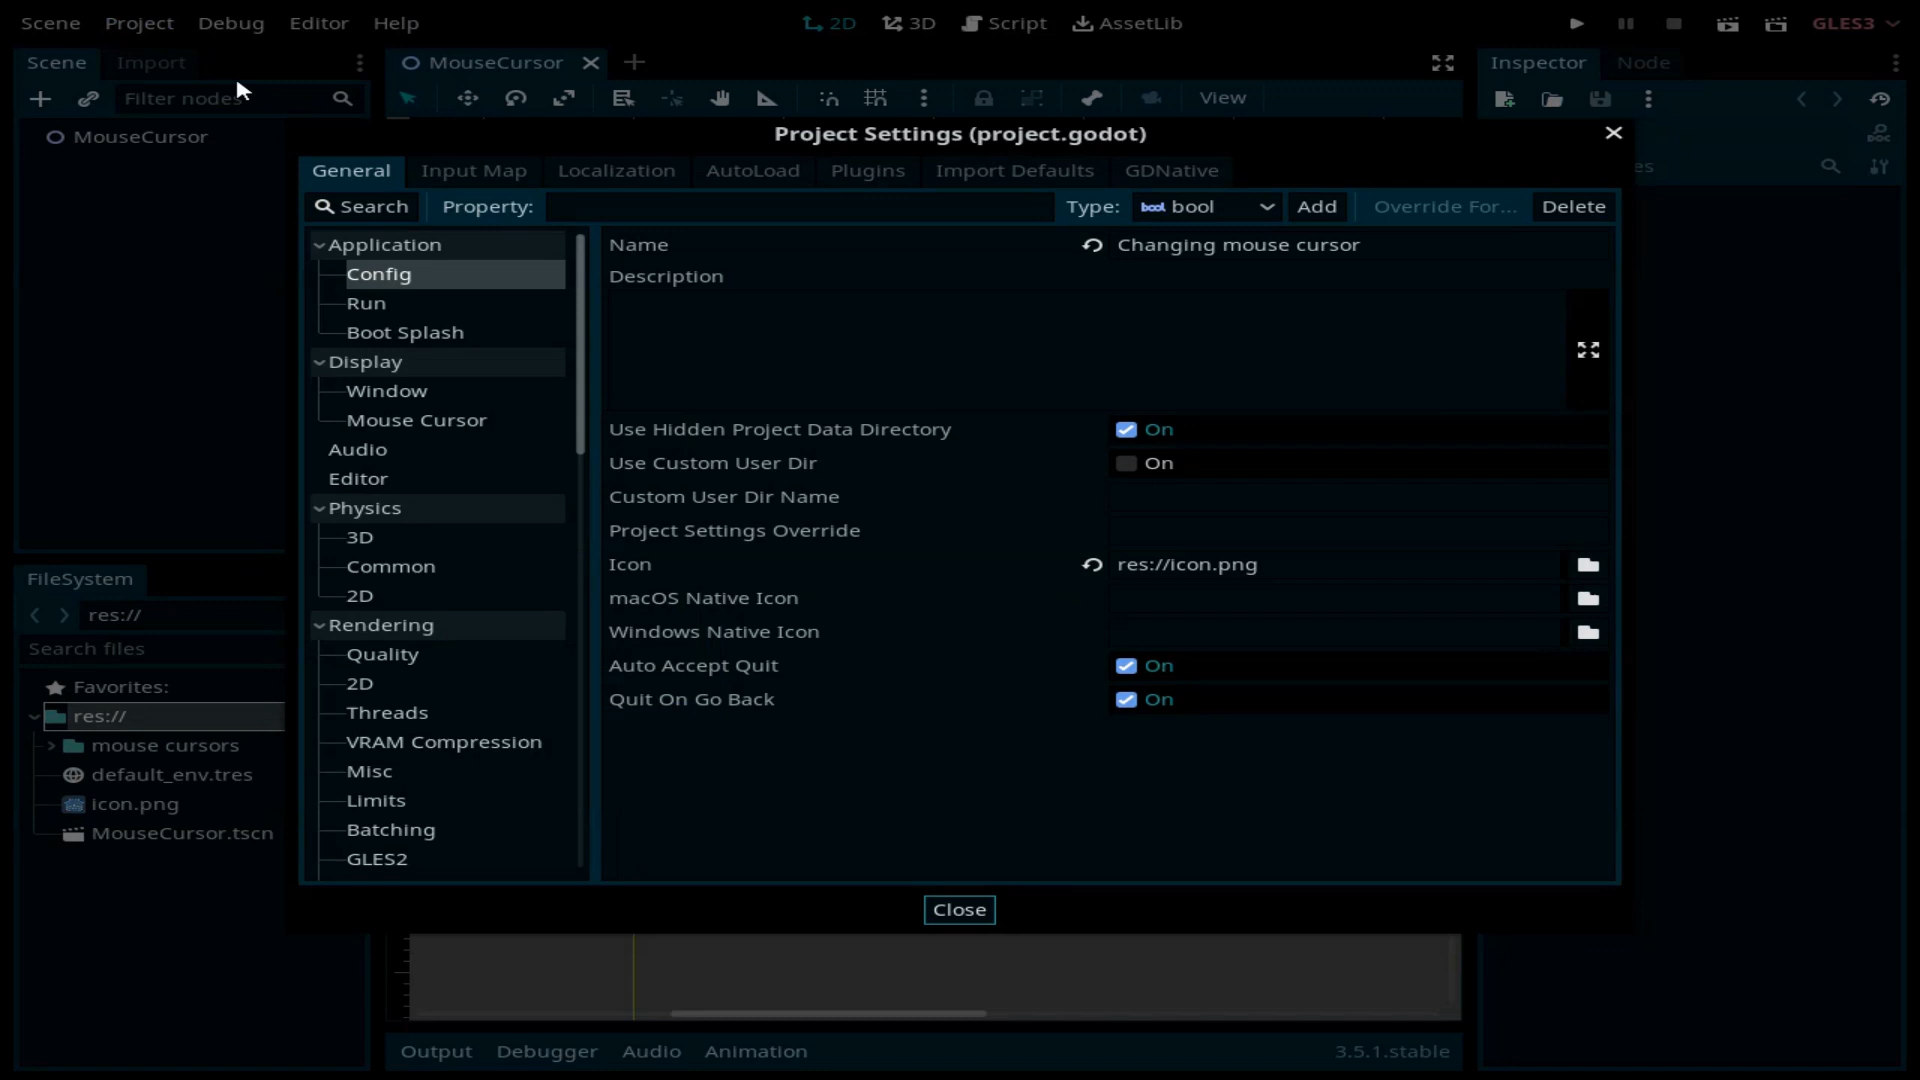 Scene Project Debug Editor Help
2D 3D Script AssetLib
GLES3
Scene Import
MouseCursor
Inspector Node
Filter nodes
View
MouseCursor
Project Settings (project.godot)
General Input Map Localization AutoLoad Plugins Import Defaults GDNative
es
Search Property: Type: bool bool Add Override For... Delete
Application
Config
Run
Boot Splash
Display
Window
Mouse Cursor
Audio
Editor
Physics
3D
Common
2D
Rendering
Quality
2D
Threads
VRAM Compression
Misc
Limits
Batching
GLES2
Name Changing mouse cursor
Description
Use Hidden Project Data Directory On
Use Custom User Dir On
Custom User Dir Name
Project Settings Override
Icon res://icon.png
macOS Native Icon
Windows Native Icon
Auto Accept Quit On
Quit On Go Back On
Close
FileSystem
res://
Search files
Favorites:
res://
mouse cursors
default_env.tres
icon.png
MouseCursor.tscn
Output Debugger Audio Animation 3.5.1.stable
DOC